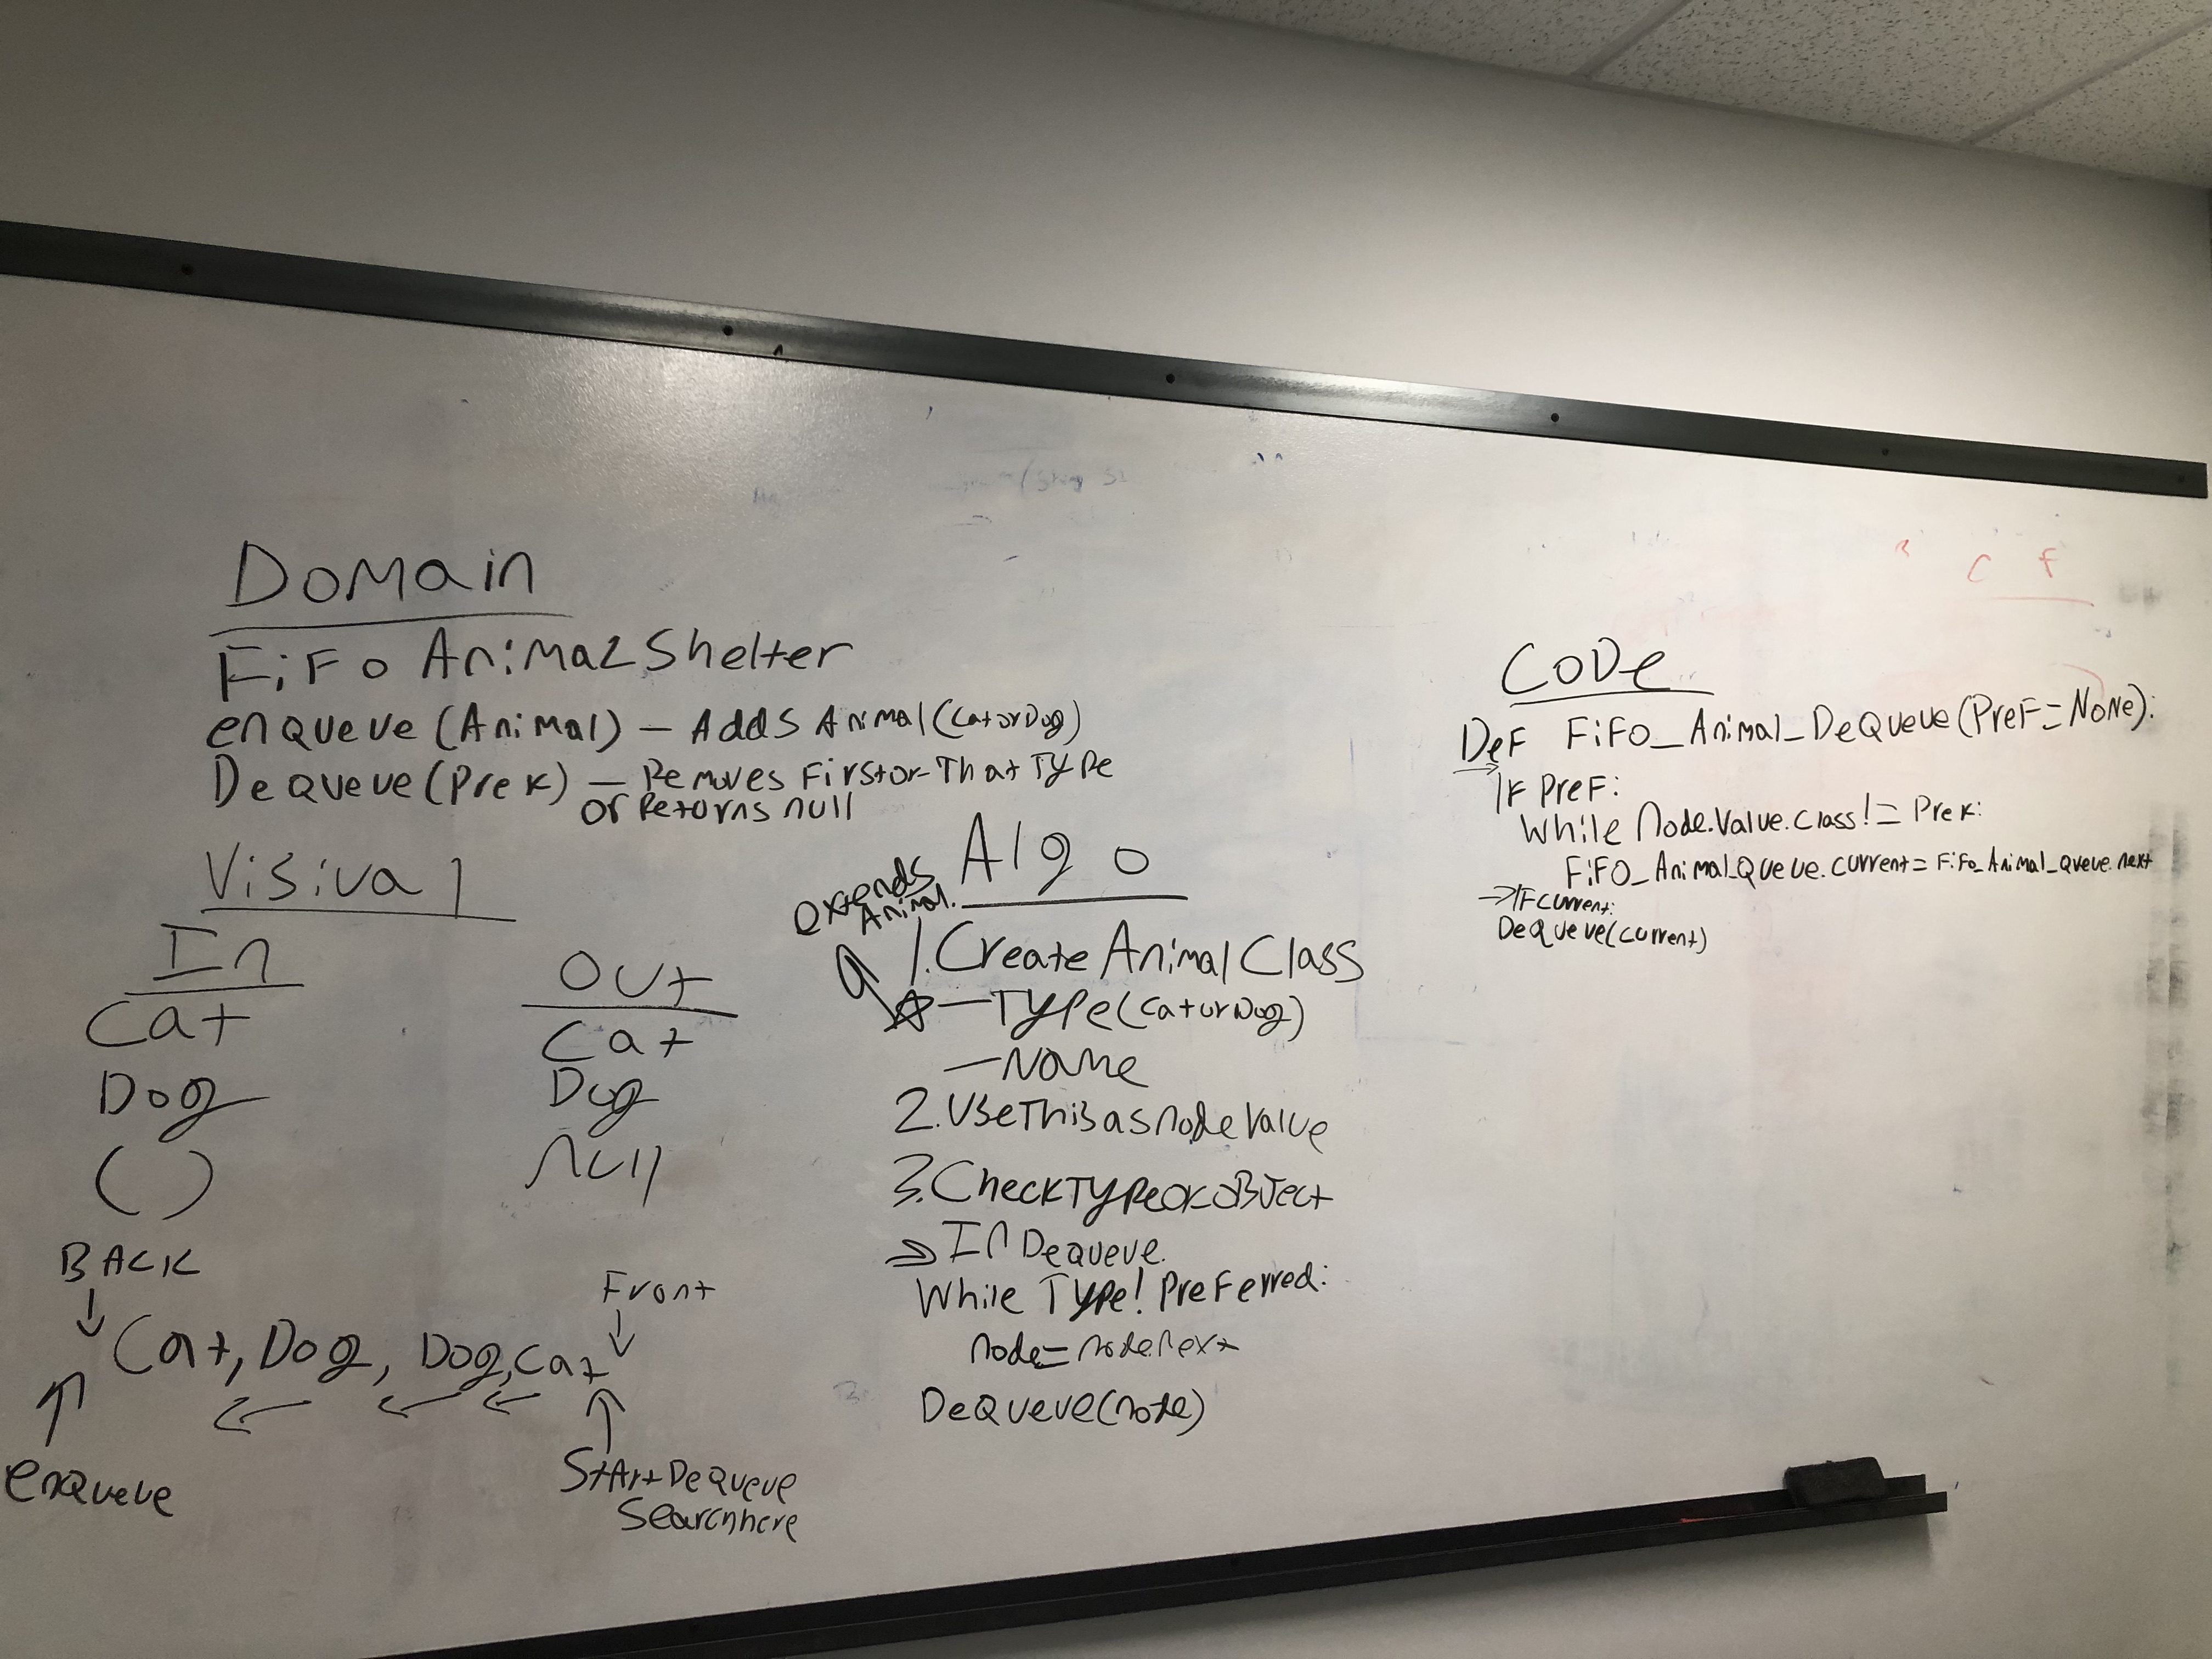 Domain
FiFo AnimalShelter
enqueue (Animal) — Adds Animal (Cat or Dog)
DeQueue (Pref) — Removes First or That Type
or Returns null
Visiual
In
Cat
Dog
( )
Out
Cat
Dog
Null
BACK
Front
Cat, Dog, Dog, Cat
enqueue
Start DeQueue
Search here
Algo
extends
Animal.
1. Create Animal Class
— Type (Cat or Dog)
— Name
2. Use This as node Value
3. Check Type OF OBJect
⇒ In Dequeue.
While Type! Preferred:
node = node.next
DeQueue(node)
C F
CODe
DeF FiFo_Animal_DeQueue(PreF=NoNe):
IF PreF:
While Node.Value.Class != PreF:
FiFO_Animal_Queue.current = FiFo_Animal_Queue.next
→ IF current:
DeQueue(current)